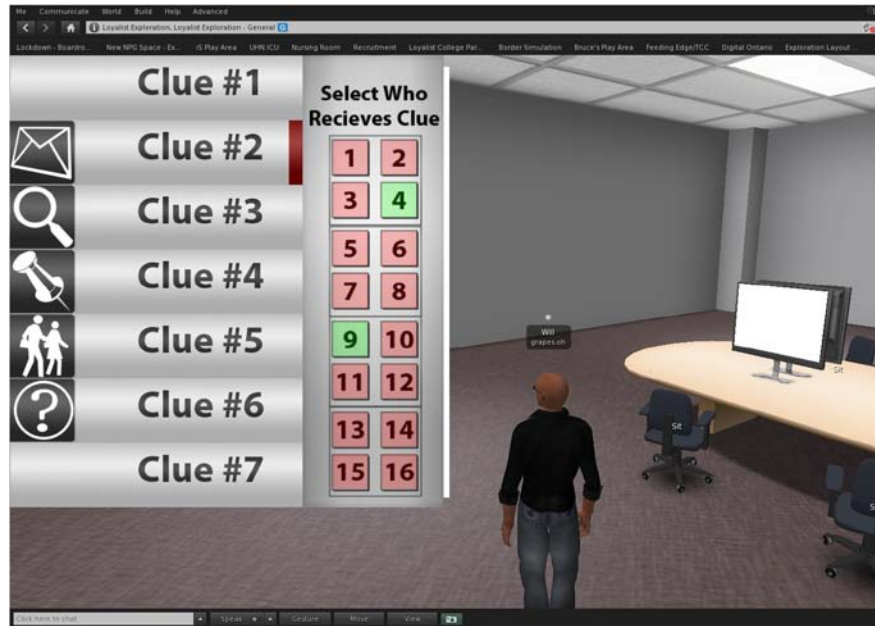 Me Communicate World Build Help Advanced
Loyalist Exploration, Loyalist Exploration - General G
Lockdown - Boardro... New NPG Space - Ex... iS Play Area UHN ICU Nursing Room Recruitment Loyalist College Par... Border Simulation Bruce's Play Area Feeding Edge/TCC Digital Ontario Exploration Layout...
Clue #1
Clue #2
Clue #3
Clue #4
Clue #5
Clue #6
Clue #7
Select Who
Recieves Clue
1 2
3 4
5 6
7 8
9 10
11 12
13 14
15 16
Will
grapes.oh
Sit
Sit
Click here to chat
Speak Gesture Move View